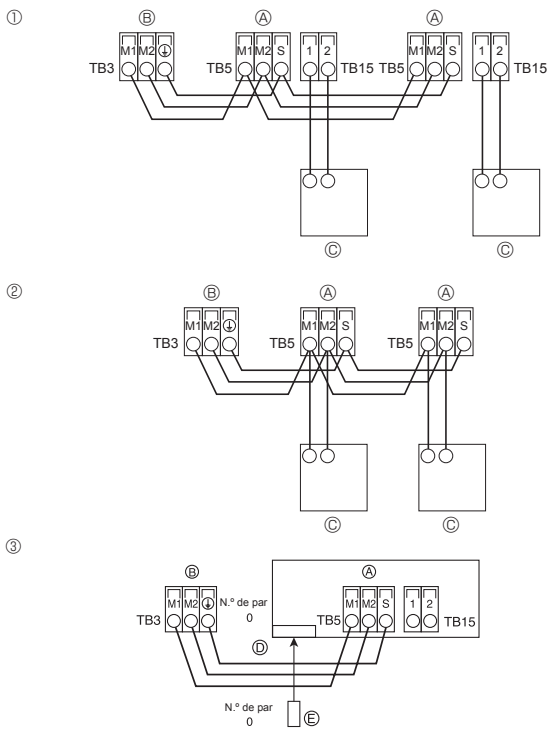 ①
Ⓑ Ⓐ Ⓐ
M1 M2 ⏚ M1 M2 S 1 2 M1 M2 S 1 2
TB3 TB5 TB15 TB5 TB15
Ⓒ Ⓒ
②
Ⓑ Ⓐ Ⓐ
M1 M2 ⏚ M1 M2 S M1 M2 S
TB3 TB5 TB5
Ⓒ Ⓒ
③
Ⓑ Ⓐ
M1 M2 ⏚ N.º de par M1 M2 S 1 2
TB3 0 TB5 TB15
Ⓓ
N.º de par
0 Ⓔ